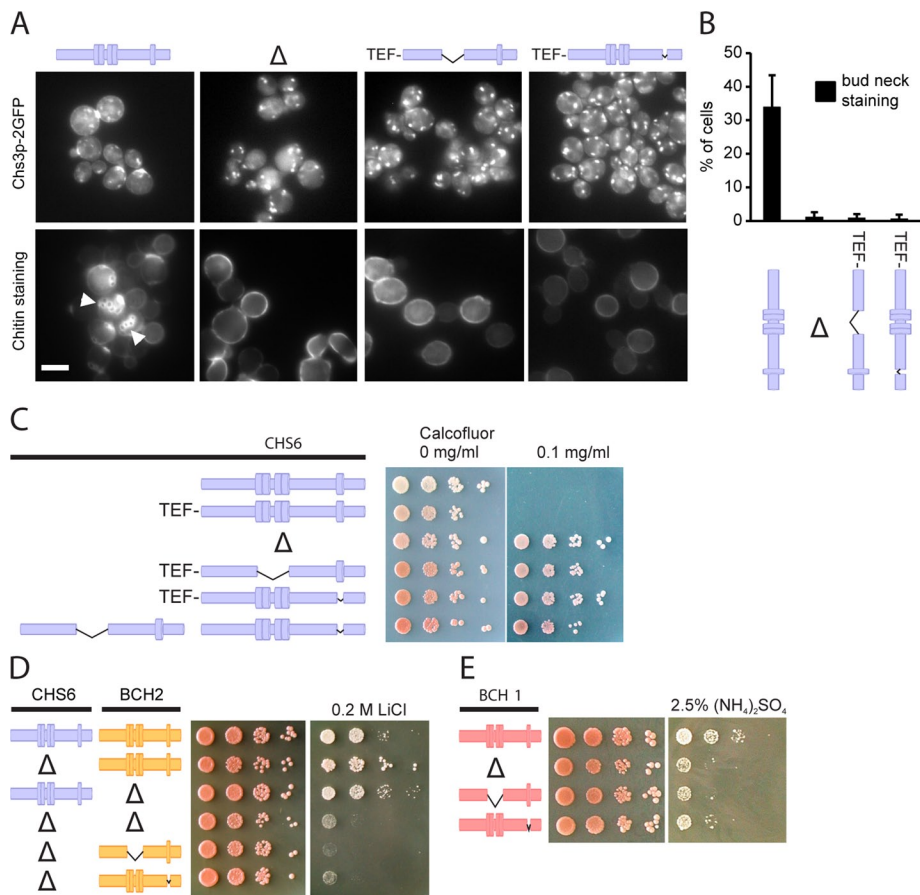 A
TEF-
TEF-
Δ
Chs3p-2GFP
Chitin staining
B
50
40
30
20
10
0
% of cells
bud neck
staining
TEF-
TEF-
Δ
C
CHS6
Calcofluor
0 mg/ml
0.1 mg/ml
TEF-
Δ
TEF-
TEF-
D
CHS6
BCH2
0.2 M LiCl
Δ
Δ
Δ
Δ
Δ
Δ
E
BCH 1
2.5% (NH₄)₂SO₄
Δ